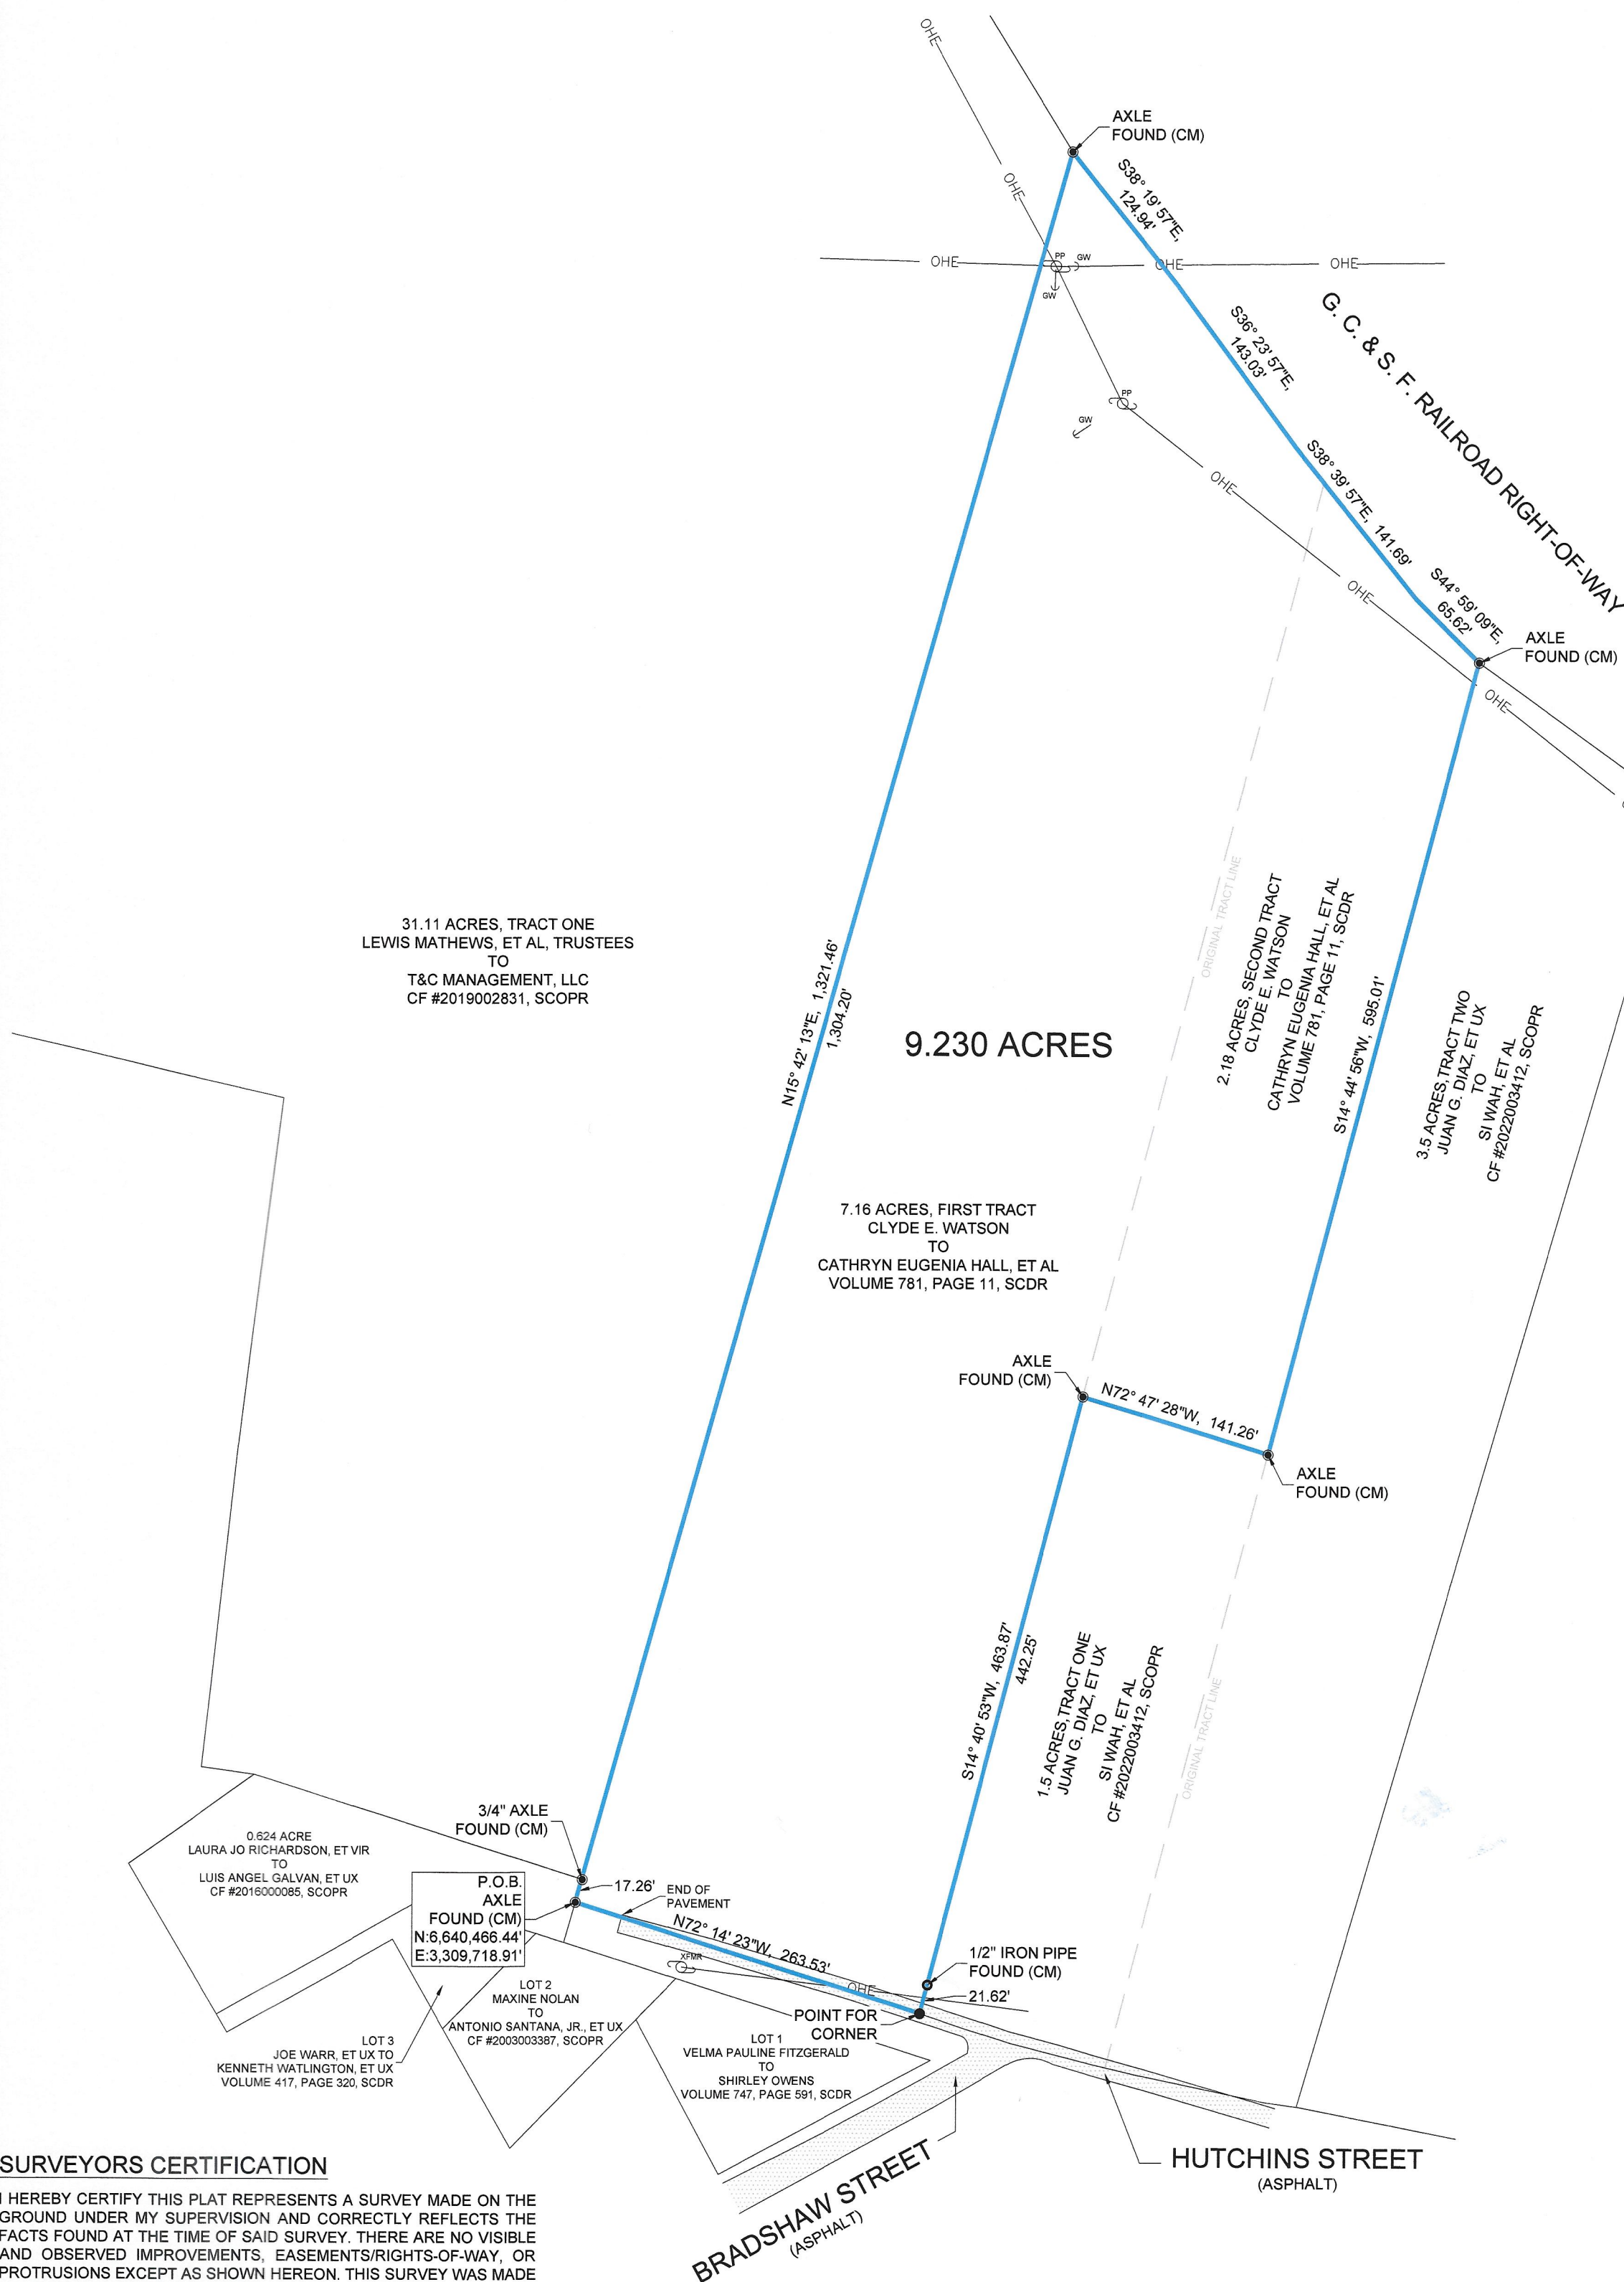 OHE
AXLE
FOUND (CM)
OHE
S38° 19' 57"E,
124.94'
OHE
PP
GW
OHE
OHE
GW
G. C. & S. F. RAILROAD RIGHT-OF-WAY
S36° 23' 57"E,
143.03'
PP
GW
S38° 39' 57"E, 141.69'
OHE
OHE
S44° 59' 09"E,
65.62'
AXLE
FOUND (CM)
OHE
31.11 ACRES, TRACT ONE
LEWIS MATHEWS, ET AL, TRUSTEES
TO
T&C MANAGEMENT, LLC
CF #2019002831, SCOPR
N15° 42' 13"E, 1,321.46'
1,304.20'
9.230 ACRES
ORIGINAL TRACT LINE
2.18 ACRES, SECOND TRACT
CLYDE E. WATSON
TO
CATHRYN EUGENIA HALL, ET AL
VOLUME 781, PAGE 11, SCDR
S14° 44' 56"W, 595.01'
3.5 ACRES,TRACT TWO
JUAN G. DIAZ, ET UX
TO
SI WAH, ET AL
CF #2022003412, SCOPR
7.16 ACRES, FIRST TRACT
CLYDE E. WATSON
TO
CATHRYN EUGENIA HALL, ET AL
VOLUME 781, PAGE 11, SCDR
AXLE
FOUND (CM)
N72° 47' 28"W, 141.26'
AXLE
FOUND (CM)
S14° 40' 53"W, 463.87'
442.25'
1.5 ACRES,TRACT ONE
JUAN G. DIAZ, ET UX
TO
SI WAH, ET AL
CF #2022003412, SCOPR
ORIGINAL TRACT LINE
3/4" AXLE
FOUND (CM)
0.624 ACRE
LAURA JO RICHARDSON, ET VIR
TO
LUIS ANGEL GALVAN, ET UX
CF #2016000085, SCOPR
P.O.B.
AXLE
FOUND (CM)
N:6,640,466.44'
E:3,309,718.91'
17.26'
END OF
PAVEMENT
N72° 14' 23"W, 263.53'
XFMR
OHE
1/2" IRON PIPE
FOUND (CM)
21.62'
POINT FOR
CORNER
LOT 2
MAXINE NOLAN
TO
ANTONIO SANTANA, JR., ET UX
CF #2003003387, SCOPR
LOT 3
JOE WARR, ET UX TO
KENNETH WATLINGTON, ET UX
VOLUME 417, PAGE 320, SCDR
LOT 1
VELMA PAULINE FITZGERALD
TO
SHIRLEY OWENS
VOLUME 747, PAGE 591, SCDR
BRADSHAW STREET
(ASPHALT)
HUTCHINS STREET
(ASPHALT)
SURVEYORS CERTIFICATION
I HEREBY CERTIFY THIS PLAT REPRESENTS A SURVEY MADE ON THE
GROUND UNDER MY SUPERVISION AND CORRECTLY REFLECTS THE
FACTS FOUND AT THE TIME OF SAID SURVEY. THERE ARE NO VISIBLE
AND OBSERVED IMPROVEMENTS, EASEMENTS/RIGHTS-OF-WAY, OR
PROTRUSIONS EXCEPT AS SHOWN HEREON. THIS SURVEY WAS MADE